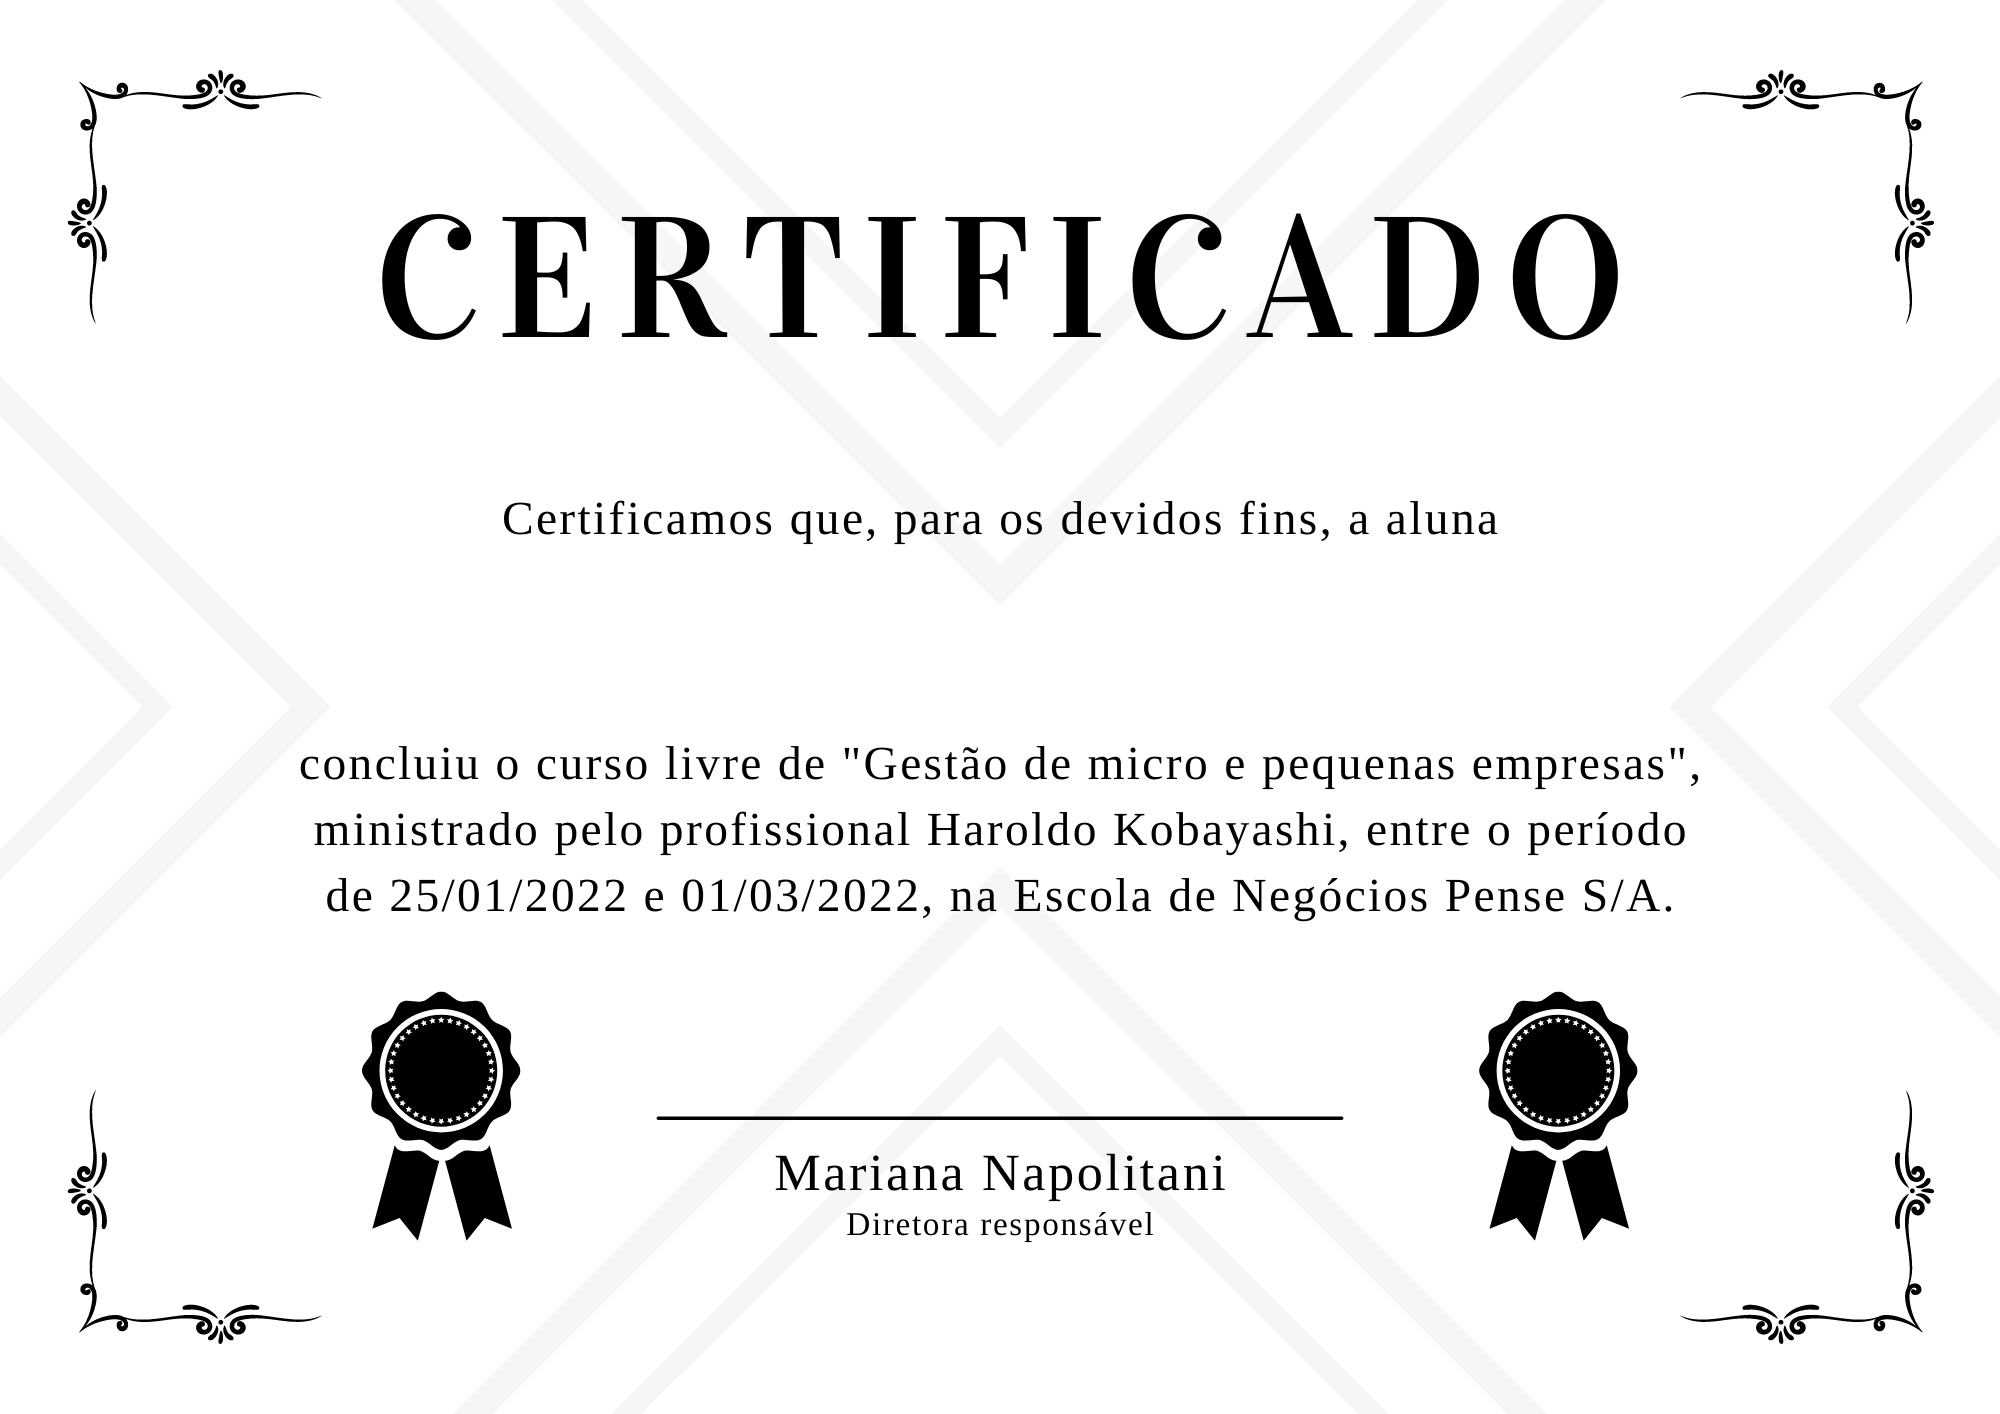 CERTIFICADO
Certificamos que, para os devidos fins, a aluna
concluiu o curso livre de "Gestão de micro e pequenas empresas",
ministrado pelo profissional Haroldo Kobayashi, entre o período
de 25/01/2022 e 01/03/2022, na Escola de Negócios Pense S/A.
Mariana Napolitani
Diretora responsável